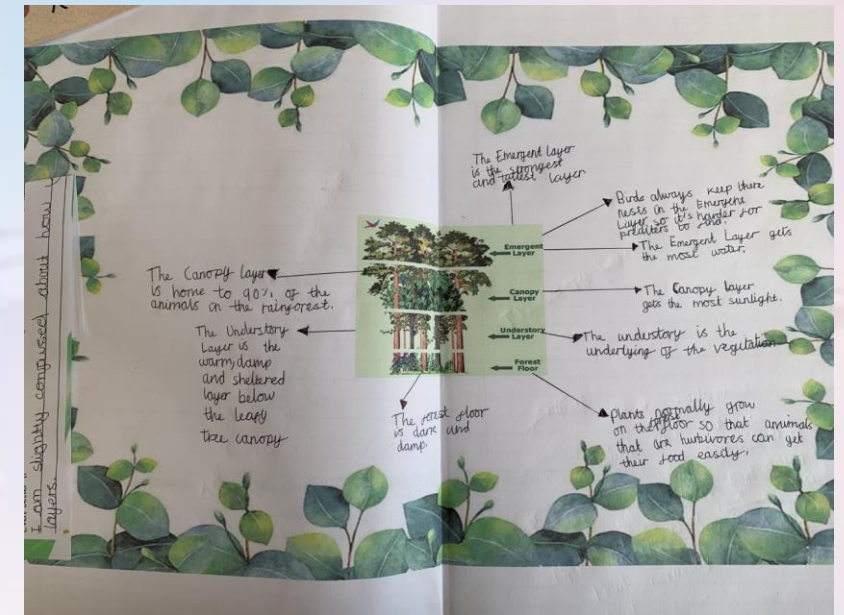 I am slightly confused about how
layers.
The Canopy layer
is home to 90% of the
animals in the rainforest.
The Understory
Layer is the
warm, damp
and sheltered
layer below
the leafy
tree canopy
The Emergent Layer
is the strongest
and tallest layer
Birds always keep there
nests in the Emergent
Layer so it's harder for
prediters to find.
The Emergent Layer gets
the most water.
Emergent
Layer
Canopy
Layer
Understory
Layer
Forest
Floor
The Canopy layer
gets the most sunlight.
The understory is the
underlying of the vegetation
The forest floor
is dark and
damp.
Plants normally grow
on the forest floor so that animals
that are hurbivores can get
their food easily.